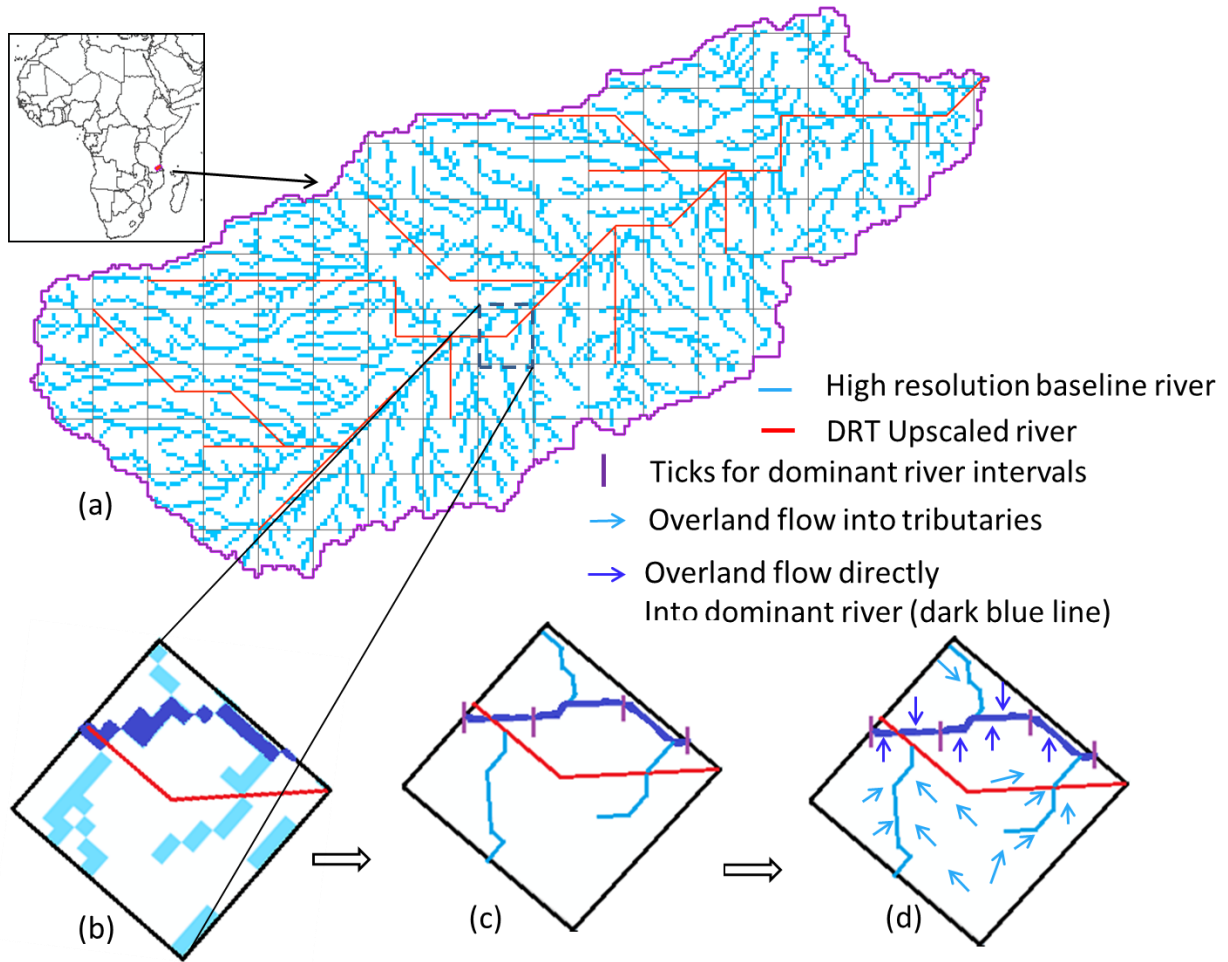 High resolution baseline river
DRT Upscaled river
Ticks for dominant river intervals
(a)
Overland flow into tributaries
Overland flow directly
Into dominant river (dark blue line)
(b)
(c)
(d)